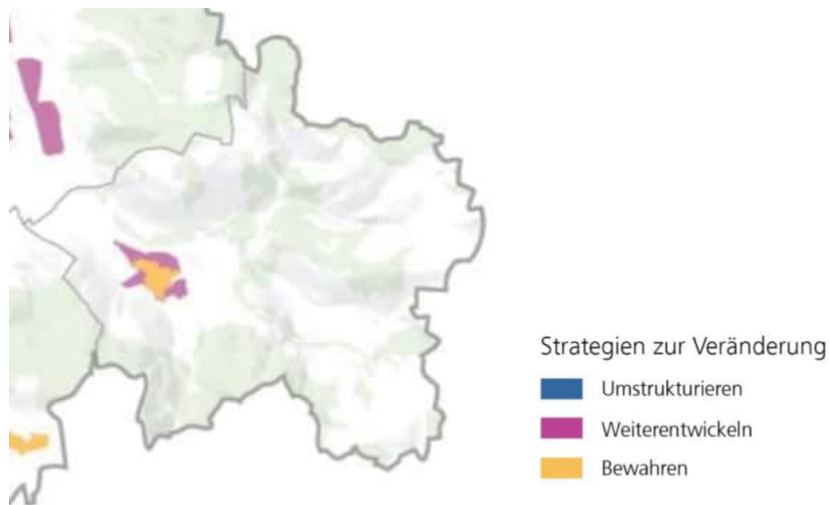 Strategien zur Veränderung
Umstrukturieren
Weiterentwickeln
Bewahren